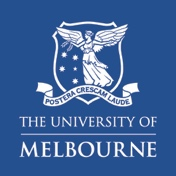 POSTERA CRESCAM LAUDE
THE UNIVERSITY OF
MELBOURNE